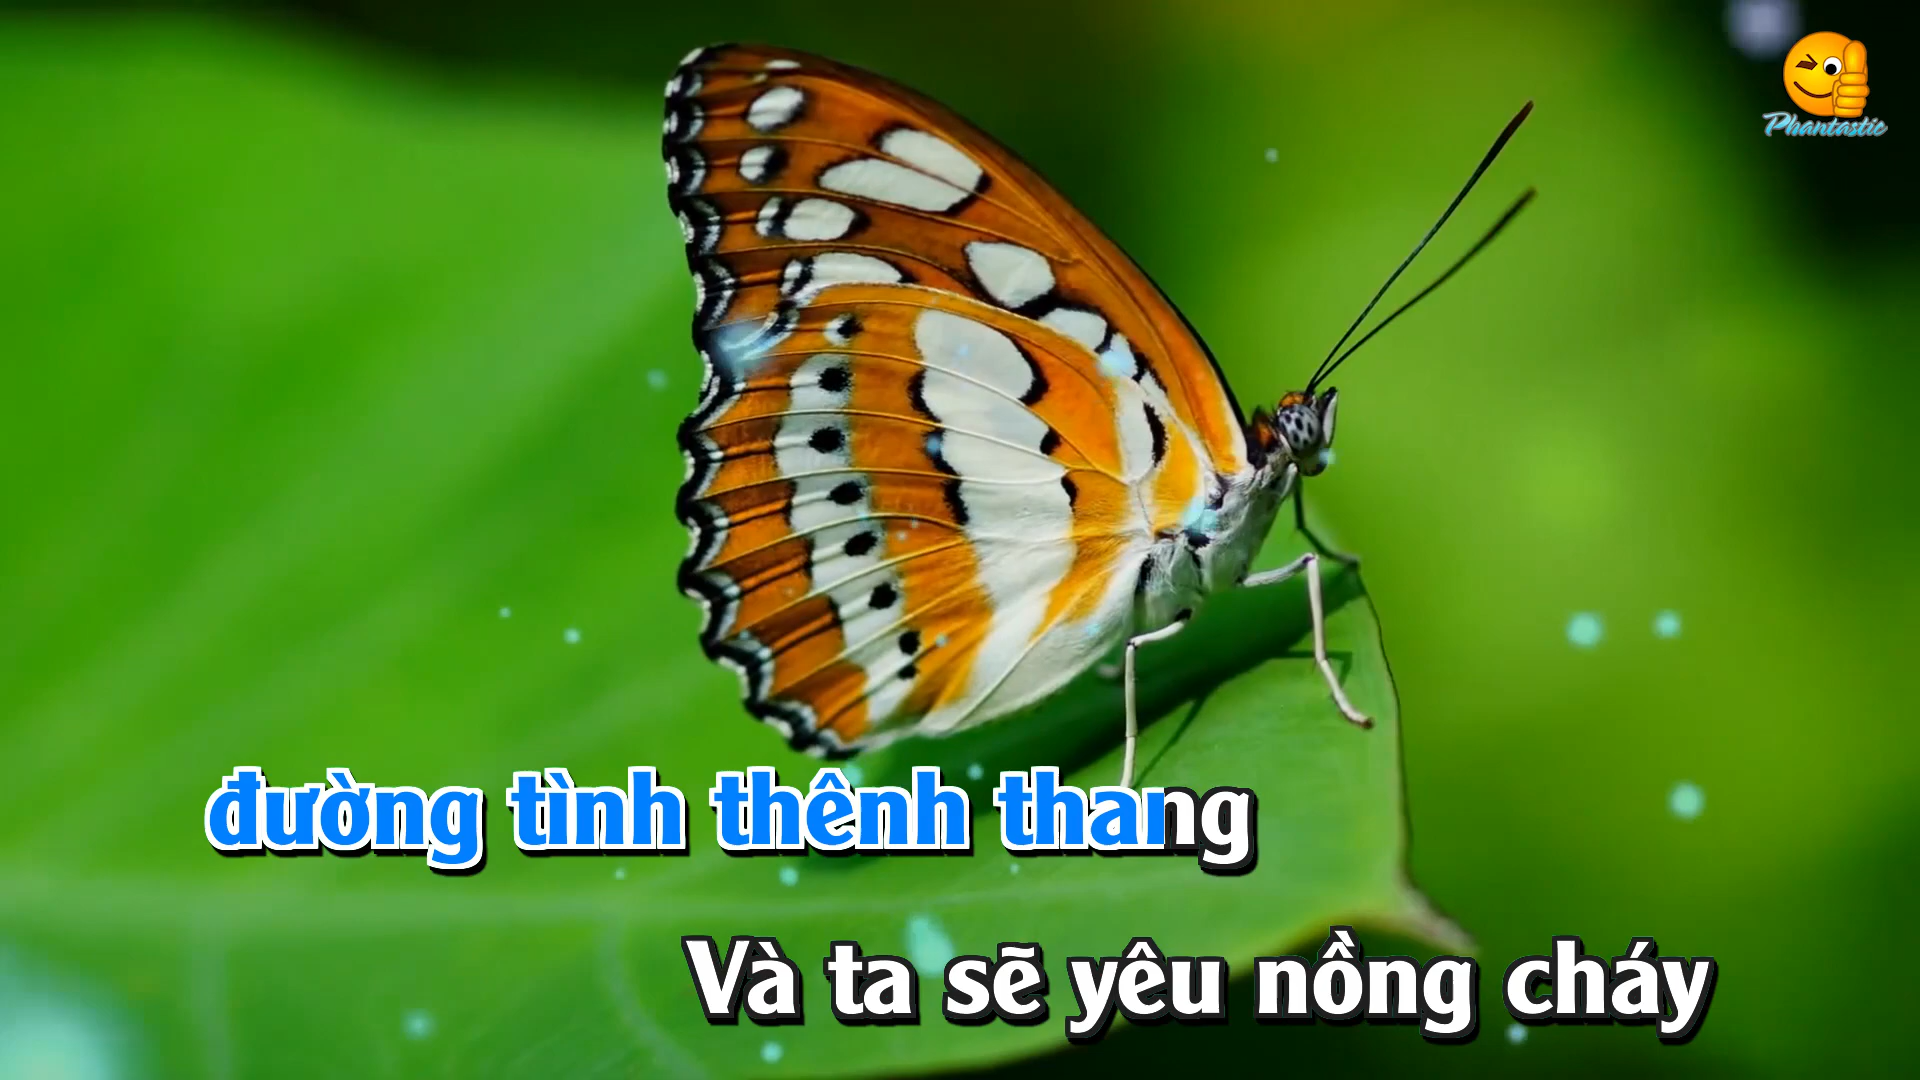 Phantastic
đường tình thênh thang
Và ta sẽ yêu nồng cháy